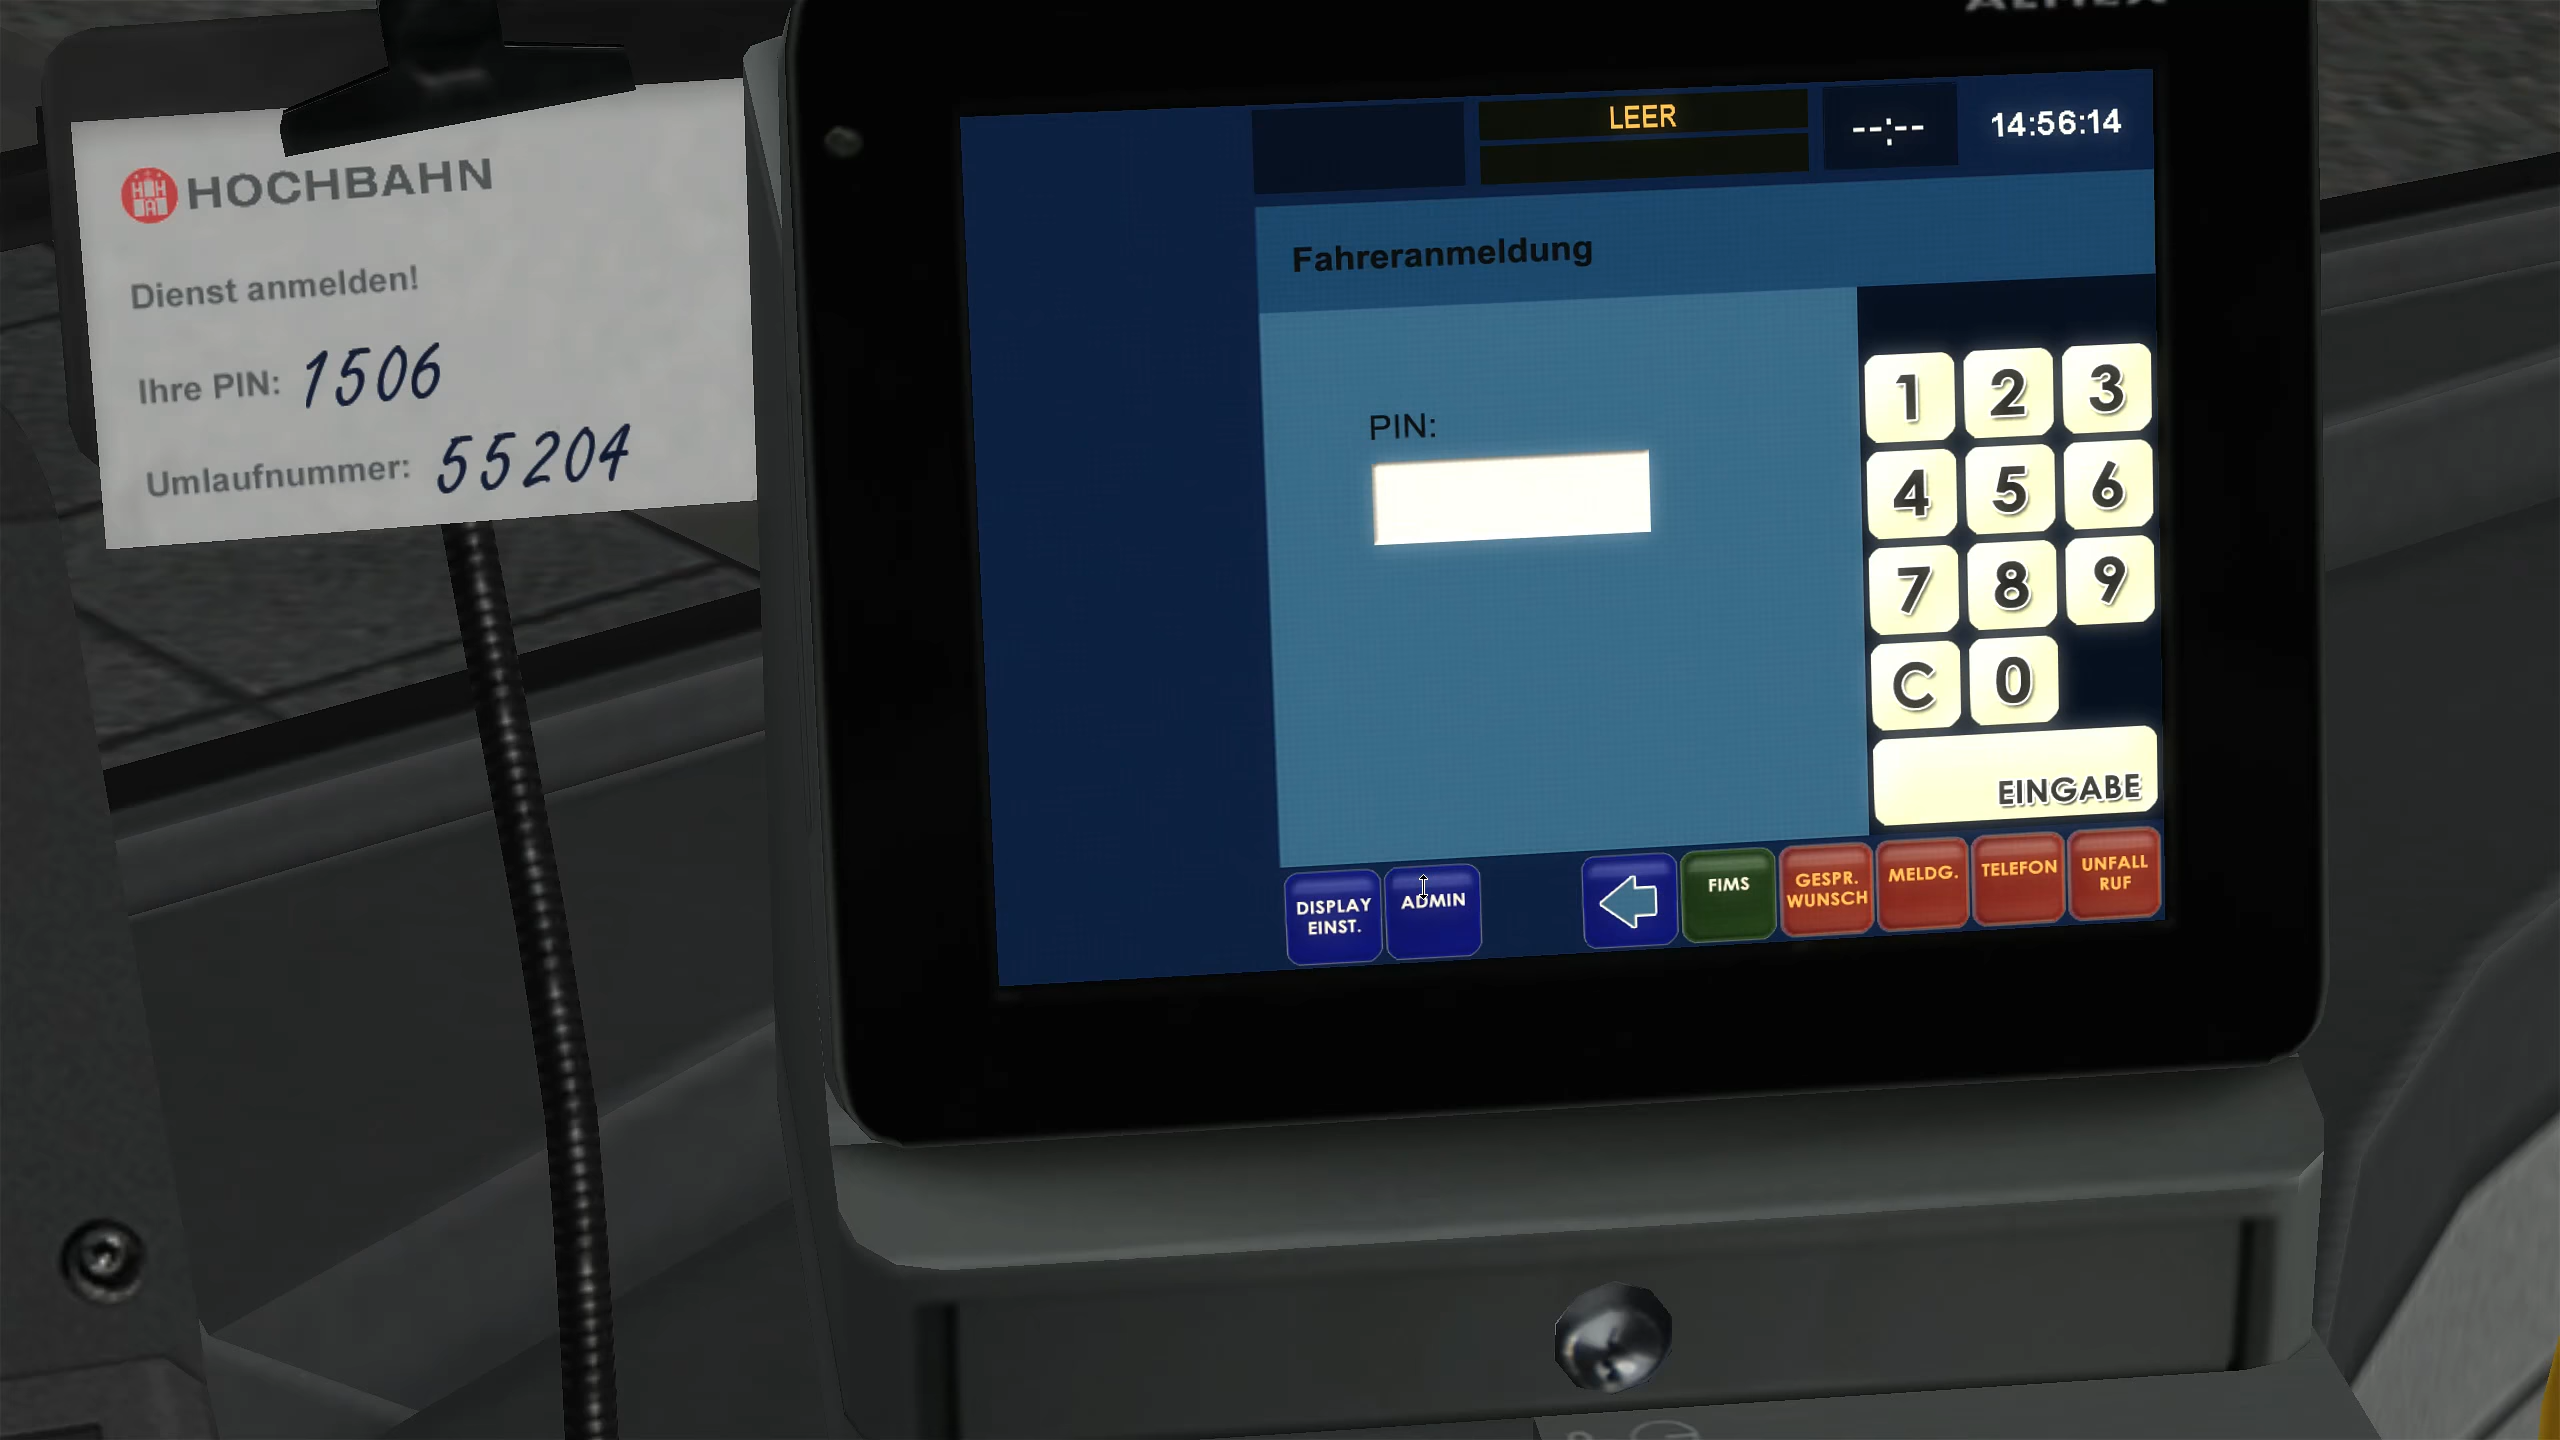 HOCHBAHN
Dienst anmelden!
Ihre PIN: 1506
Umlaufnummer: 55204
LEER
--:--
14:56:14
Fahreranmeldung
PIN:
1 2 3
4 5 6
7 8 9
C 0
EINGABE
DISPLAY EINST.
ADMIN
FIMS
GESPR. WUNSCH
MELDG.
TELEFON
UNFALL RUF